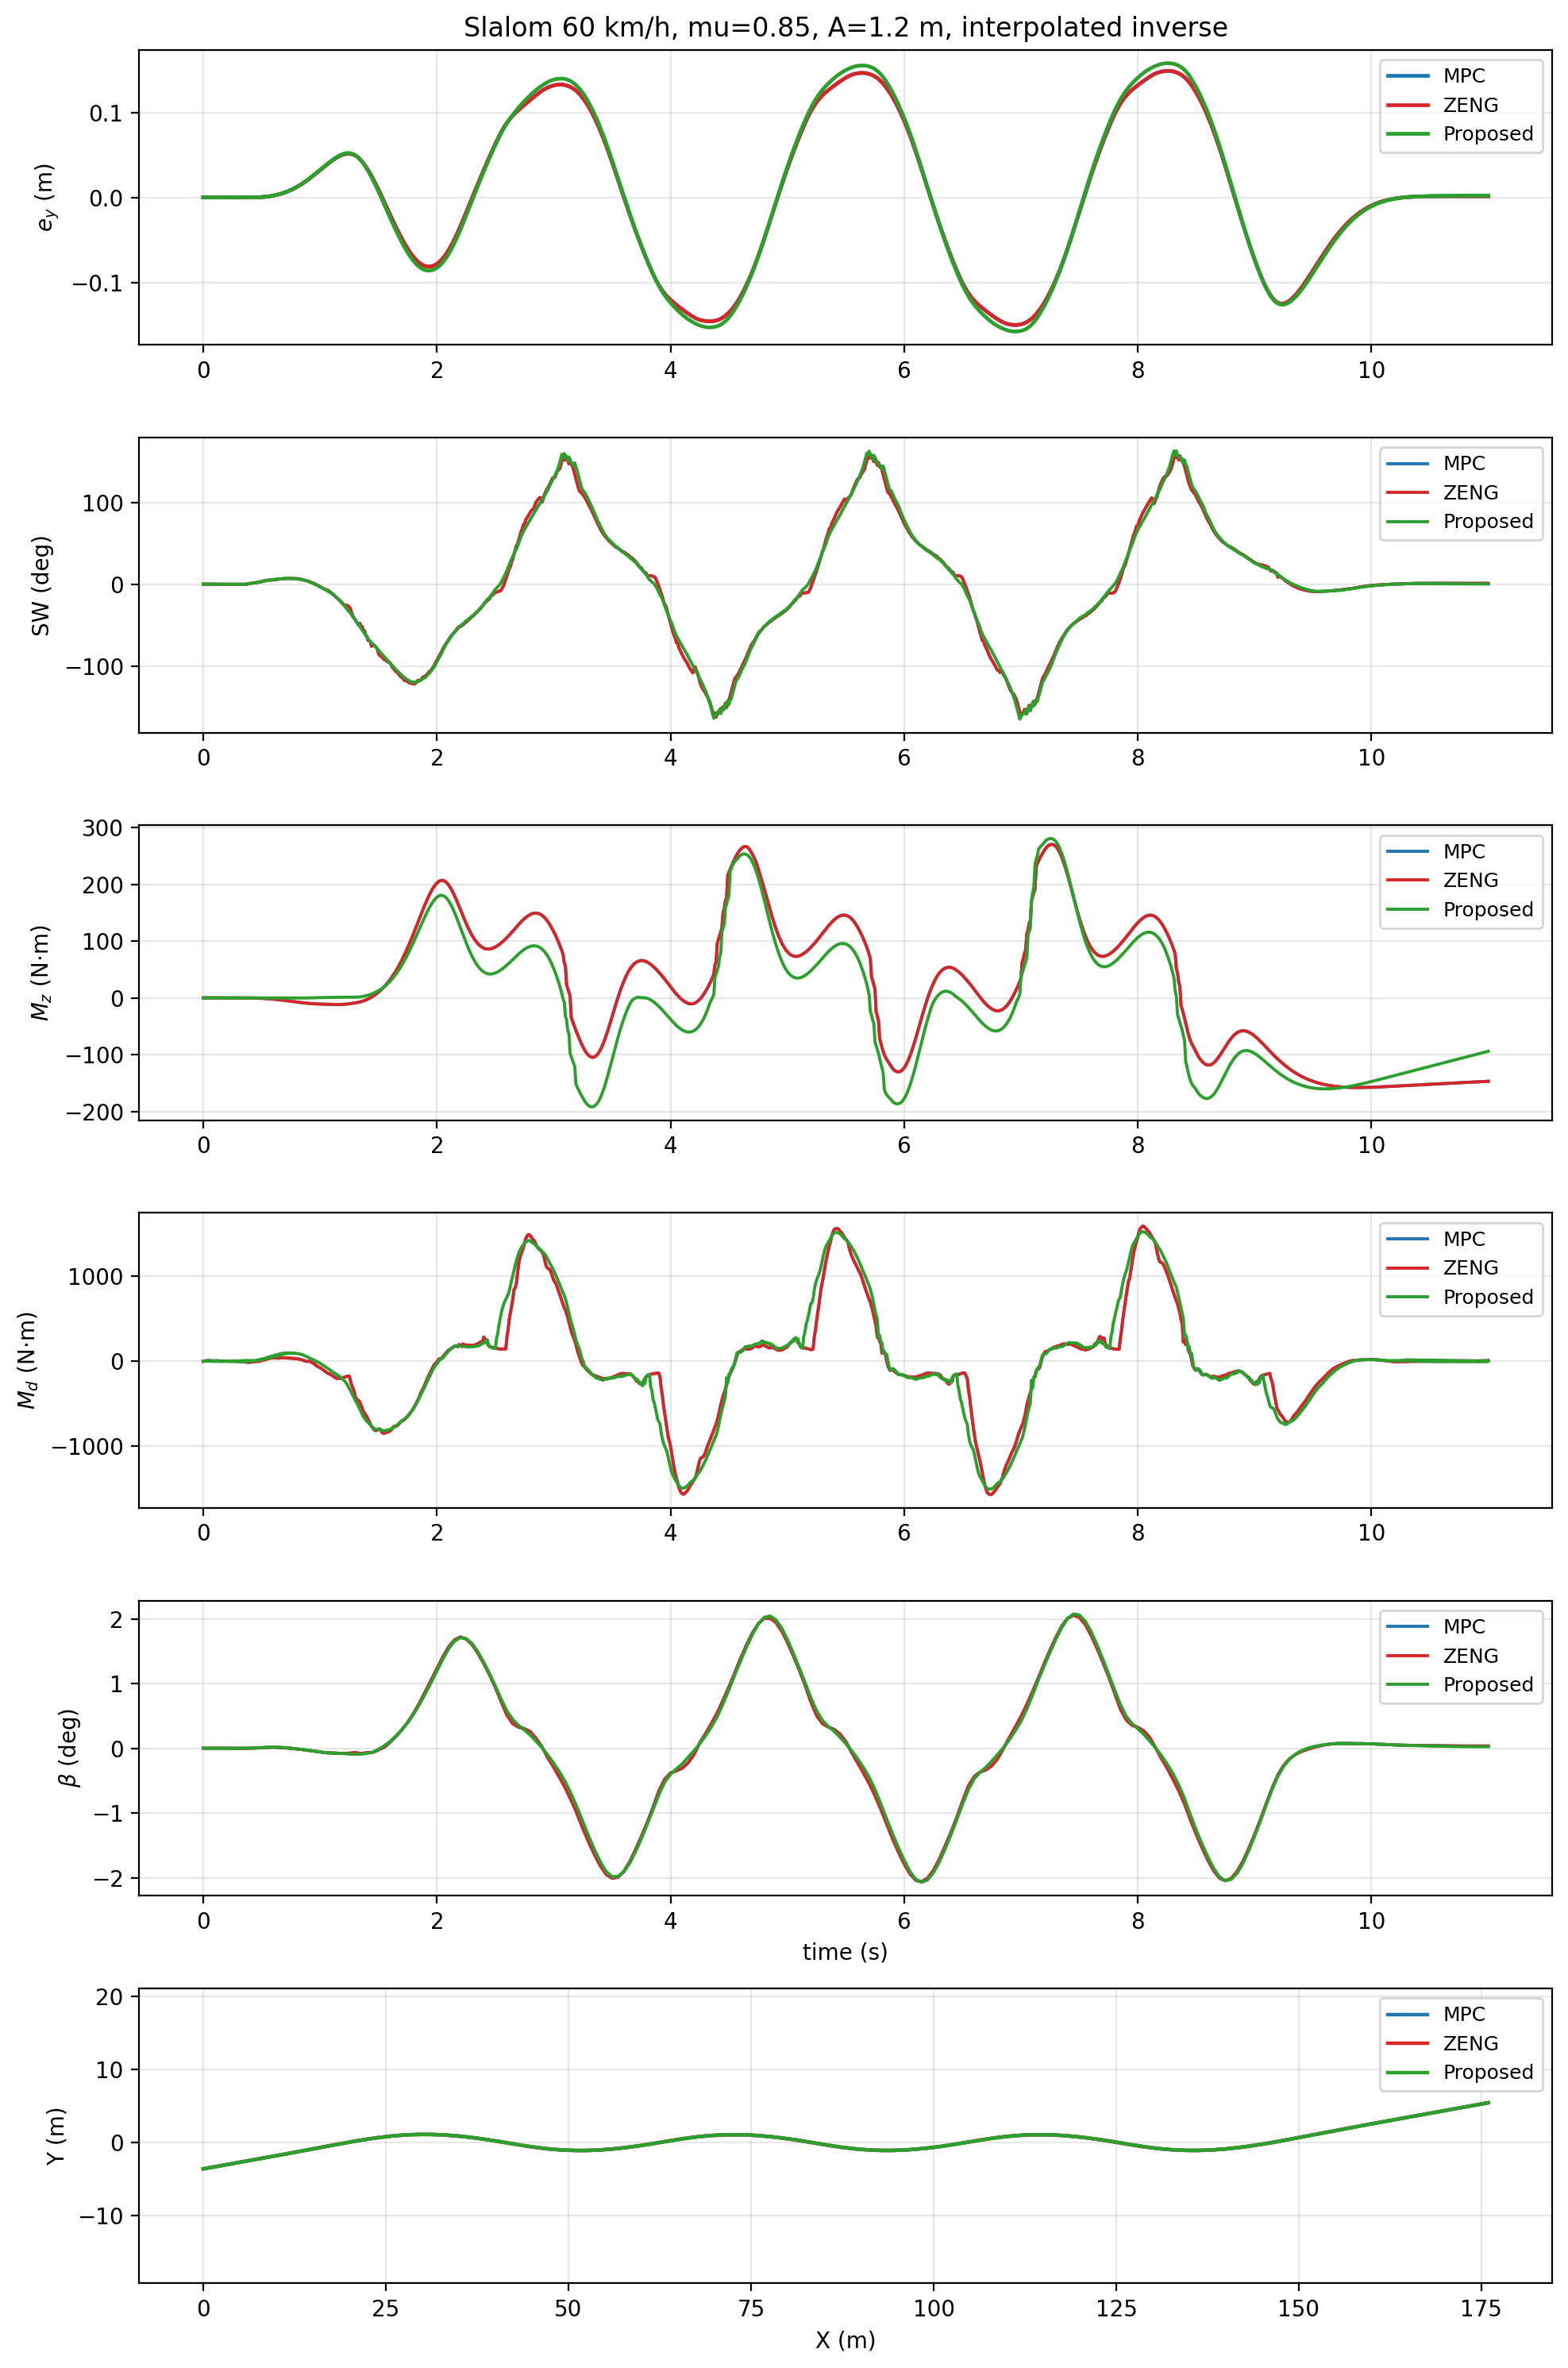 Slalom 60 km/h, mu=0.85, A=1.2 m, interpolated inverse
e_y (m)
0.1
0.0
−0.1
MPC
ZENG
Proposed
0 2 4 6 8 10
SW (deg)
100
0
−100
MPC
ZENG
Proposed
0 2 4 6 8 10
M_z (N·m)
300
200
100
0
−100
−200
MPC
ZENG
Proposed
0 2 4 6 8 10
M_d (N·m)
1000
0
−1000
MPC
ZENG
Proposed
0 2 4 6 8 10
β (deg)
2
1
0
−1
−2
MPC
ZENG
Proposed
0 2 4 6 8 10
time (s)
Y (m)
20
10
0
−10
MPC
ZENG
Proposed
0 25 50 75 100 125 150 175
X (m)